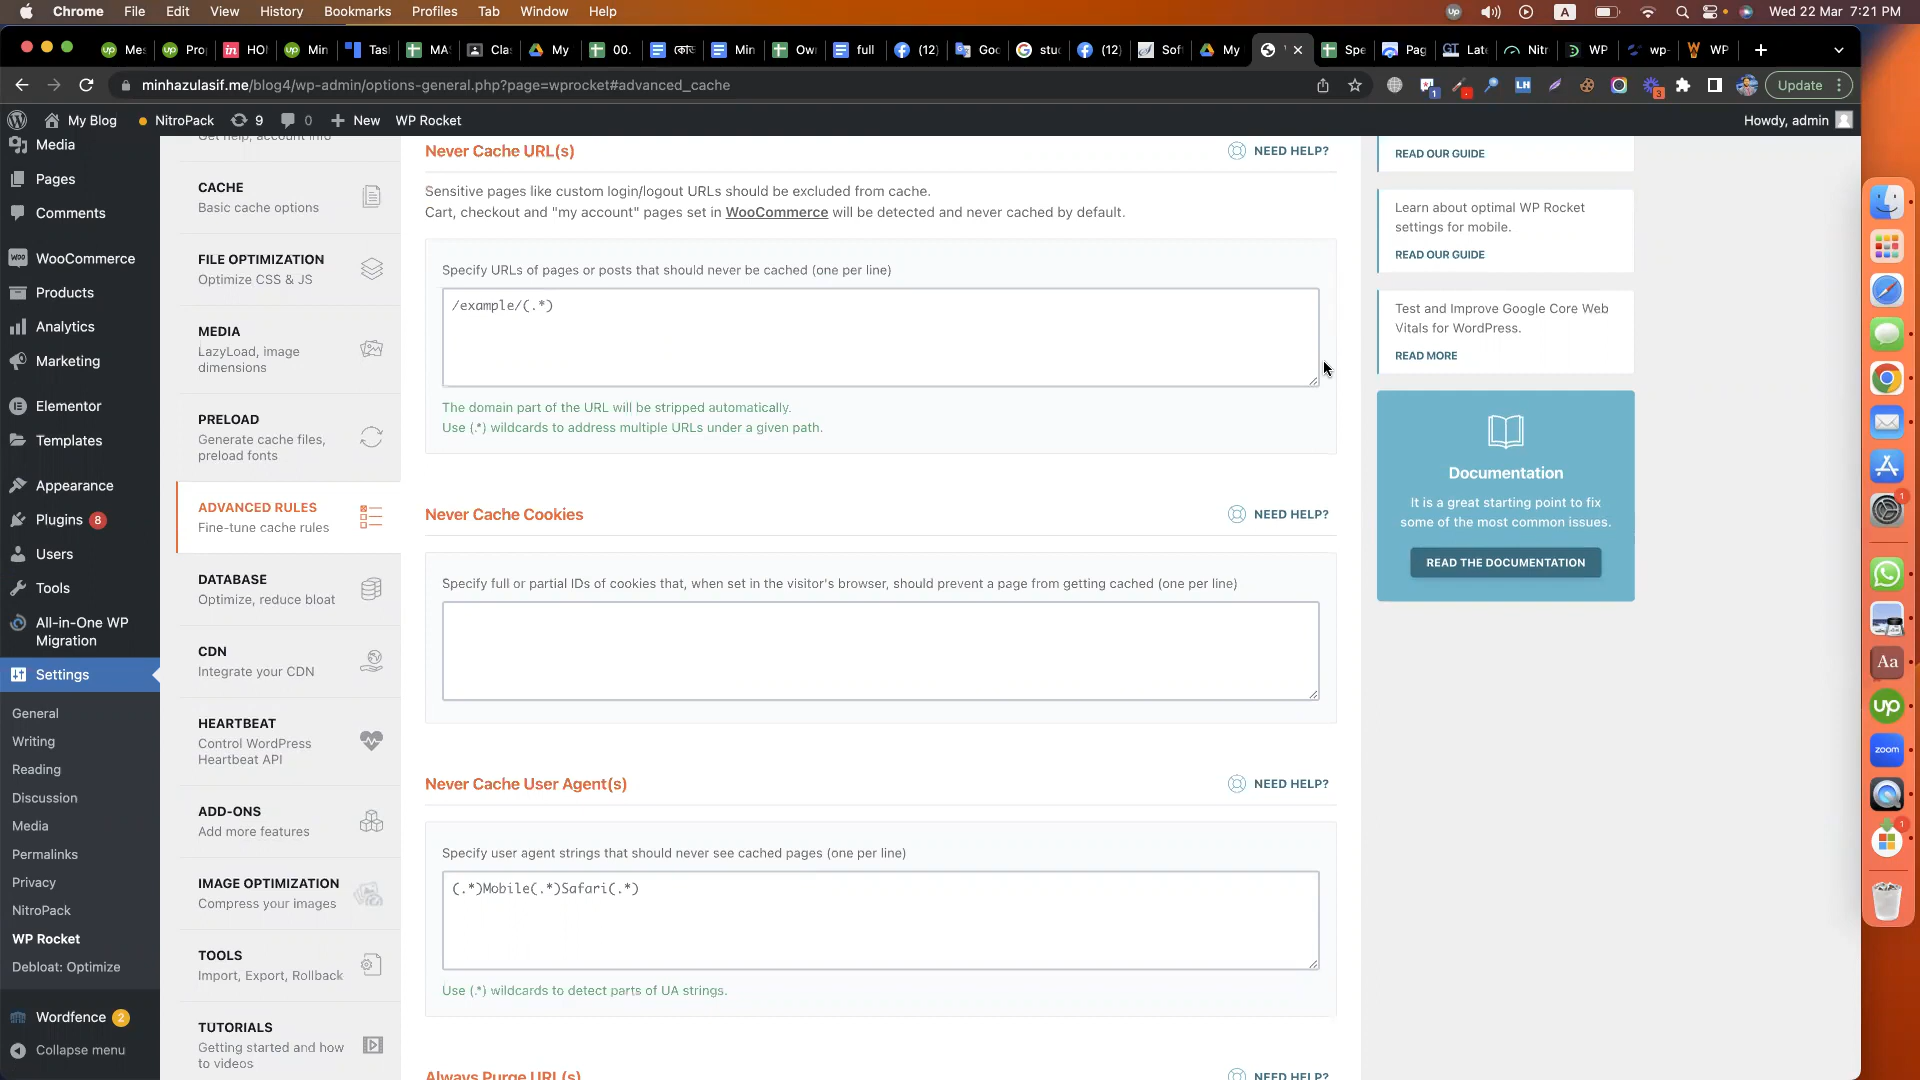 Chrome File Edit View History Bookmarks Profiles Tab Window Help
Wed 22 Mar 7:21 PM
minhazulasif.me/blog4/wp-admin/options-general.php?page=wprocket#advanced_cache
Update
My Blog NitroPack 9 0 New WP Rocket
Howdy, admin
Media
Pages
Comments
WooCommerce
Products
Analytics
Marketing
Elementor
Templates
Appearance
Plugins 8
Users
Tools
All-in-One WP
Migration
Settings
General
Writing
Reading
Discussion
Media
Permalinks
Privacy
NitroPack
WP Rocket
Debloat: Optimize
Wordfence 2
Collapse menu
CACHE
Basic cache options
FILE OPTIMIZATION
Optimize CSS & JS
MEDIA
LazyLoad, image
dimensions
PRELOAD
Generate cache files,
preload fonts
ADVANCED RULES
Fine-tune cache rules
DATABASE
Optimize, reduce bloat
CDN
Integrate your CDN
HEARTBEAT
Control WordPress
Heartbeat API
ADD-ONS
Add more features
IMAGE OPTIMIZATION
Compress your images
TOOLS
Import, Export, Rollback
TUTORIALS
Getting started and how
to videos
Never Cache URL(s)
NEED HELP?
Sensitive pages like custom login/logout URLs should be excluded from cache.
Cart, checkout and "my account" pages set in WooCommerce will be detected and never cached by default.
Specify URLs of pages or posts that should never be cached (one per line)
/example/(.*)
The domain part of the URL will be stripped automatically.
Use (.*) wildcards to address multiple URLs under a given path.
Never Cache Cookies
NEED HELP?
Specify full or partial IDs of cookies that, when set in the visitor's browser, should prevent a page from getting cached (one per line)
Never Cache User Agent(s)
NEED HELP?
Specify user agent strings that should never see cached pages (one per line)
(.*)Mobile(.*)Safari(.*)
Use (.*) wildcards to detect parts of UA strings.
Always Purge URL(s)
NEED HELP?
READ OUR GUIDE
Learn about optimal WP Rocket
settings for mobile.
READ OUR GUIDE
Test and Improve Google Core Web
Vitals for WordPress.
READ MORE
Documentation
It is a great starting point to fix
some of the most common issues.
READ THE DOCUMENTATION